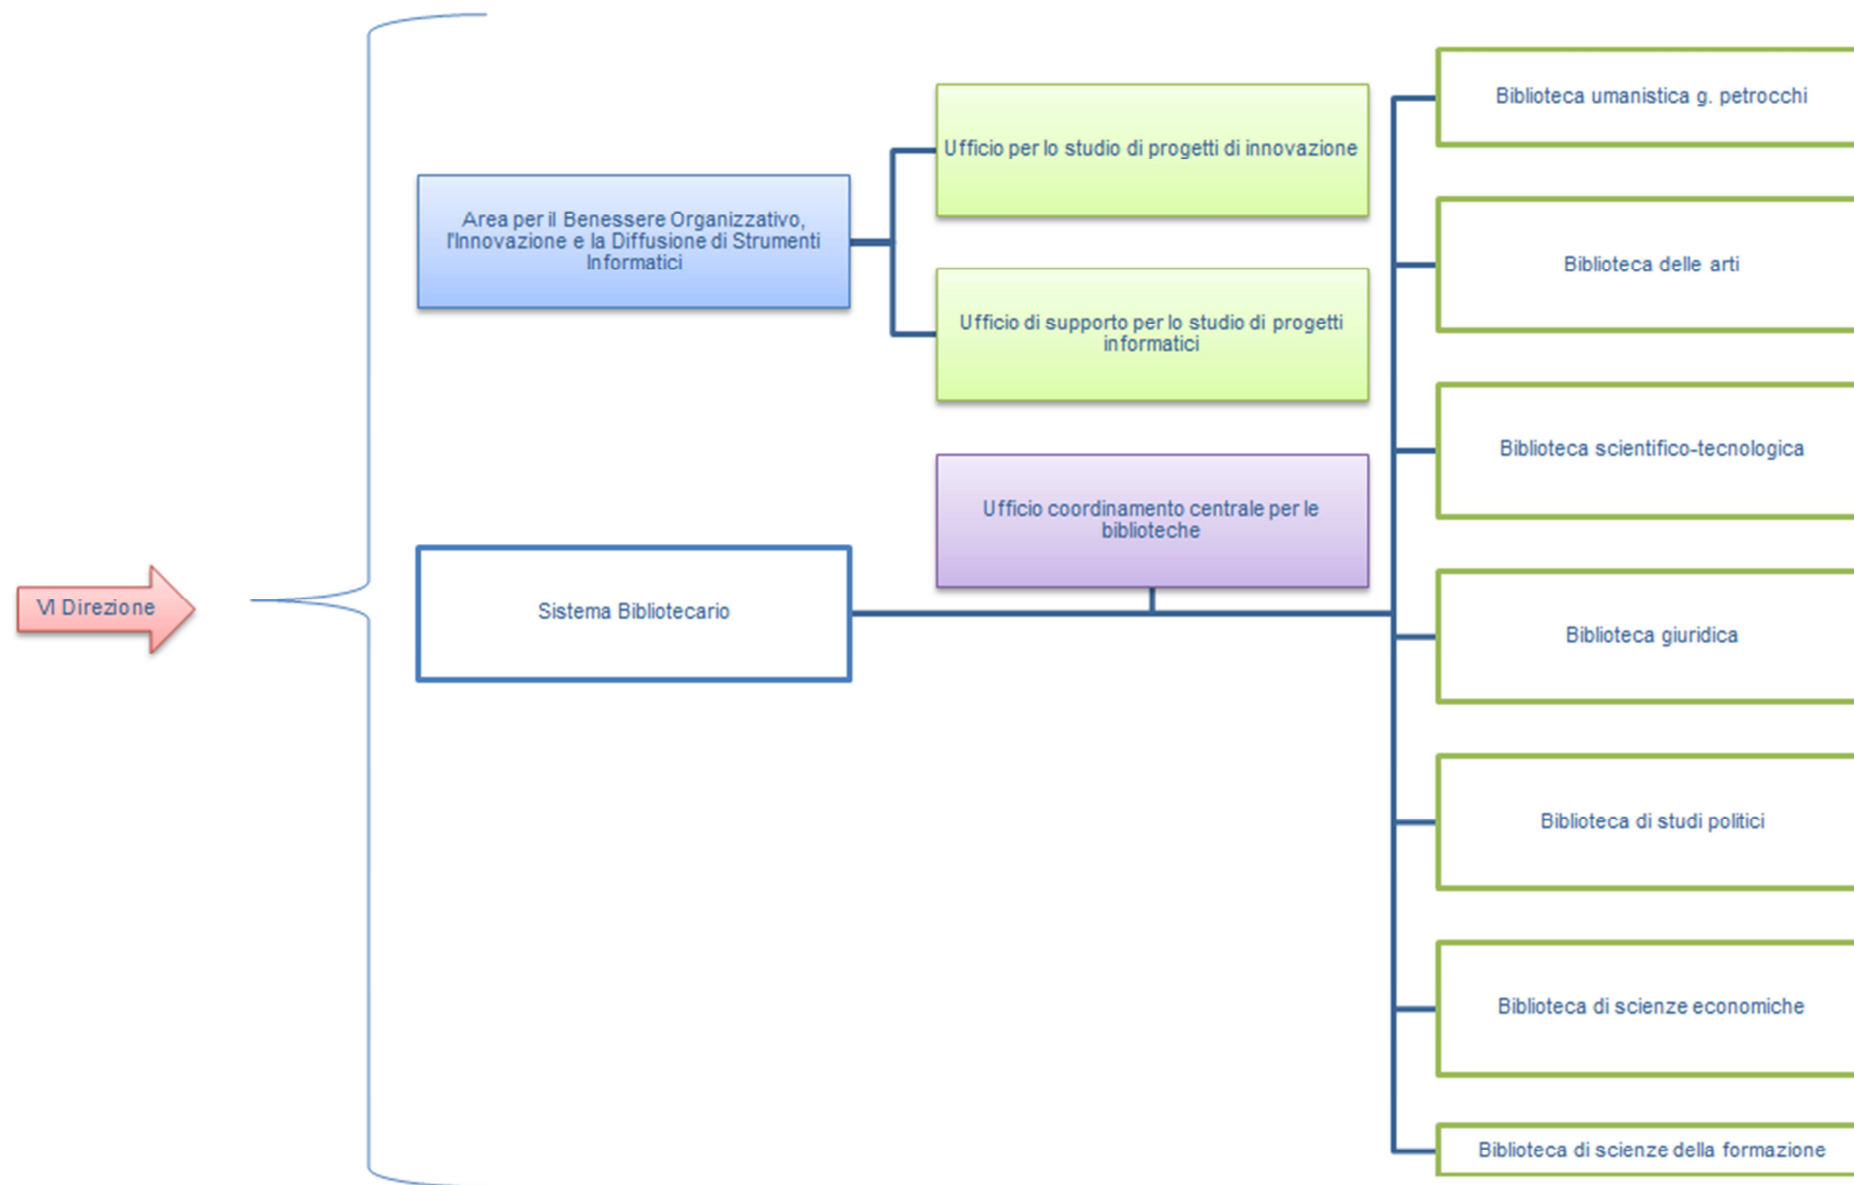 VI Direzione
Area per il Benessere Organizzativo,
l'Innovazione e la Diffusione di Strumenti
Informatici
Ufficio per lo studio di progetti di innovazione
Ufficio di supporto per lo studio di progetti
informatici
Sistema Bibliotecario
Ufficio coordinamento centrale per le
biblioteche
Biblioteca umanistica g. petrocchi
Biblioteca delle arti
Biblioteca scientifico-tecnologica
Biblioteca giuridica
Biblioteca di studi politici
Biblioteca di scienze economiche
Biblioteca di scienze della formazione